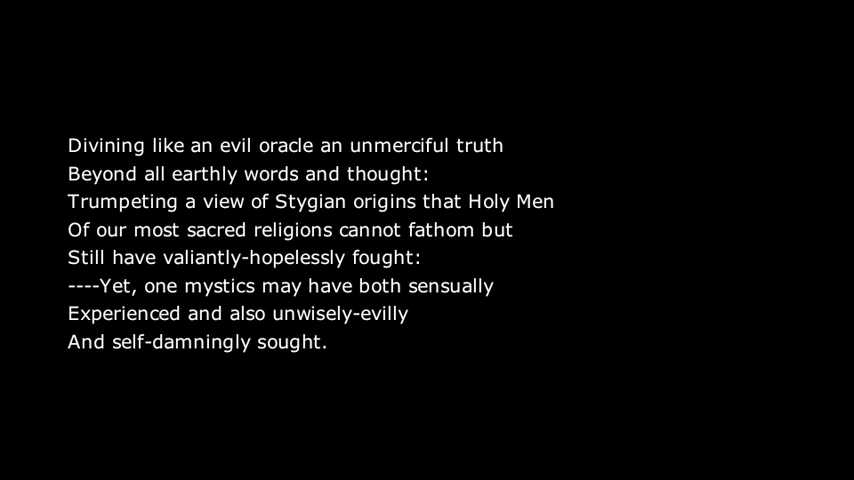 Divining like an evil oracle an unmerciful truth
Beyond all earthly words and thought:
Trumpeting a view of Stygian origins that Holy Men
Of our most sacred religions cannot fathom but
Still have valiantly-hopelessly fought:
----Yet, one mystics may have both sensually
Experienced and also unwisely-evilly
And self-damningly sought.